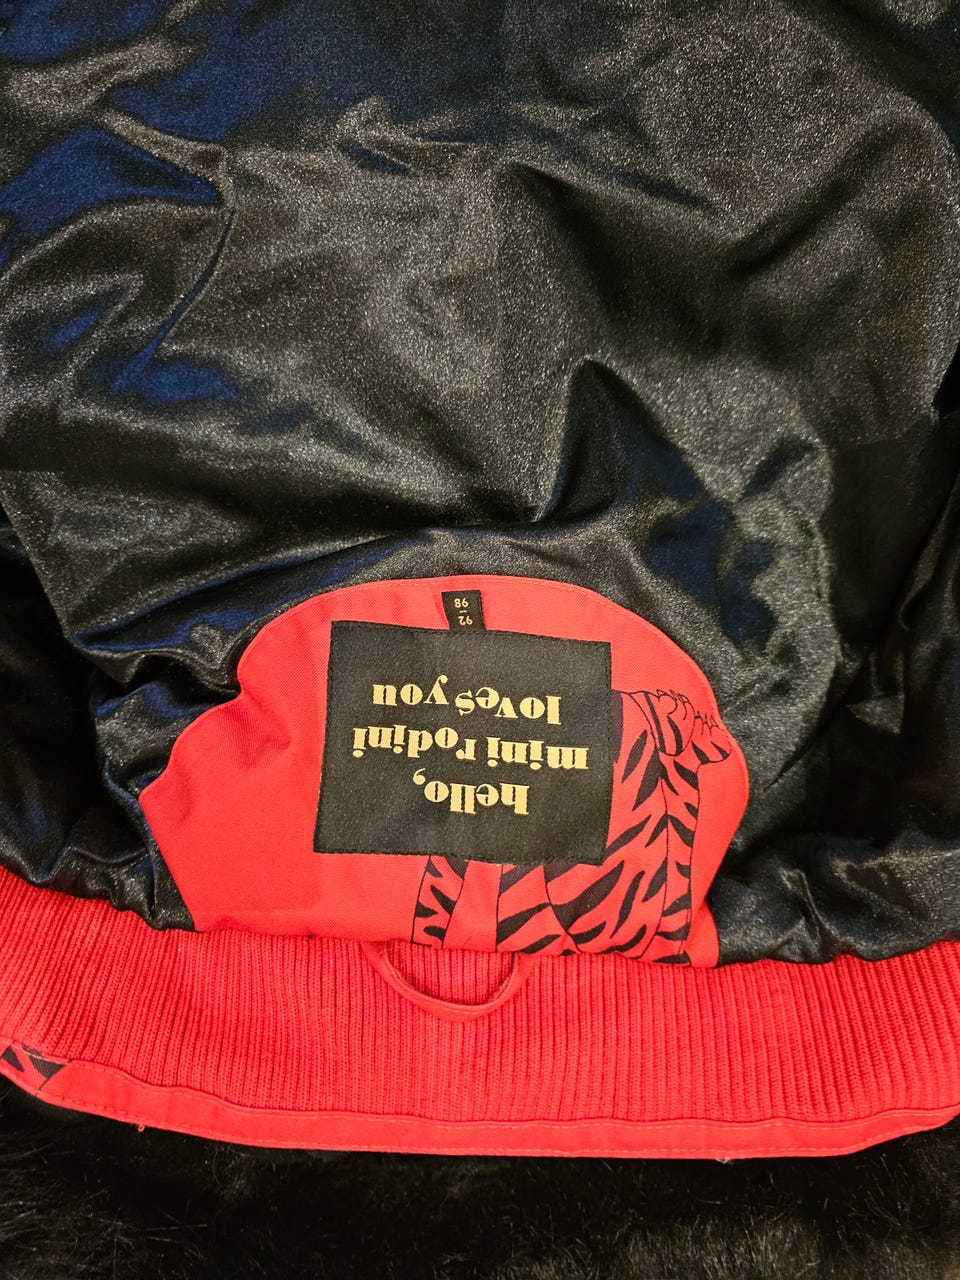 hello,
mini rodini
loves you
92
–
98